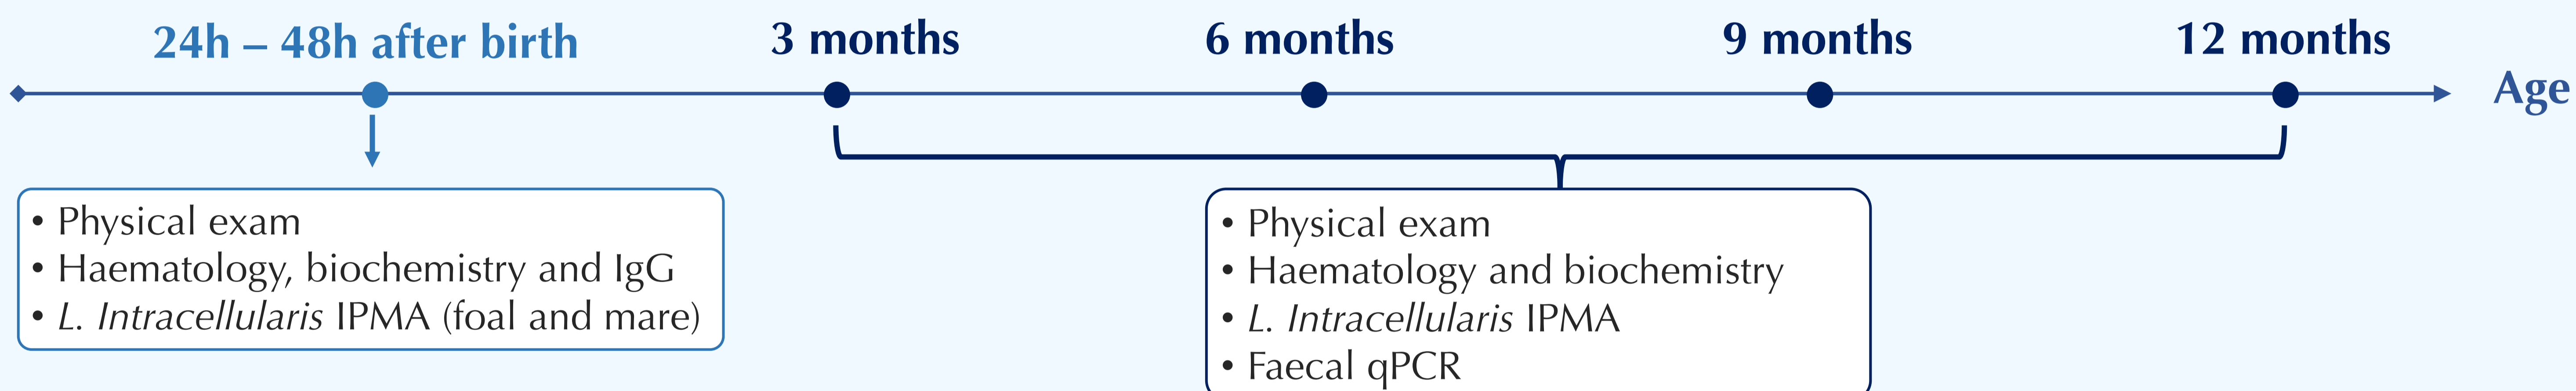 24h – 48h after birth
3 months
6 months
9 months
12 months
Age
• Physical exam
• Haematology, biochemistry and IgG
• L. Intracellularis IPMA (foal and mare)
• Physical exam
• Haematology and biochemistry
• L. Intracellularis IPMA
• Faecal qPCR